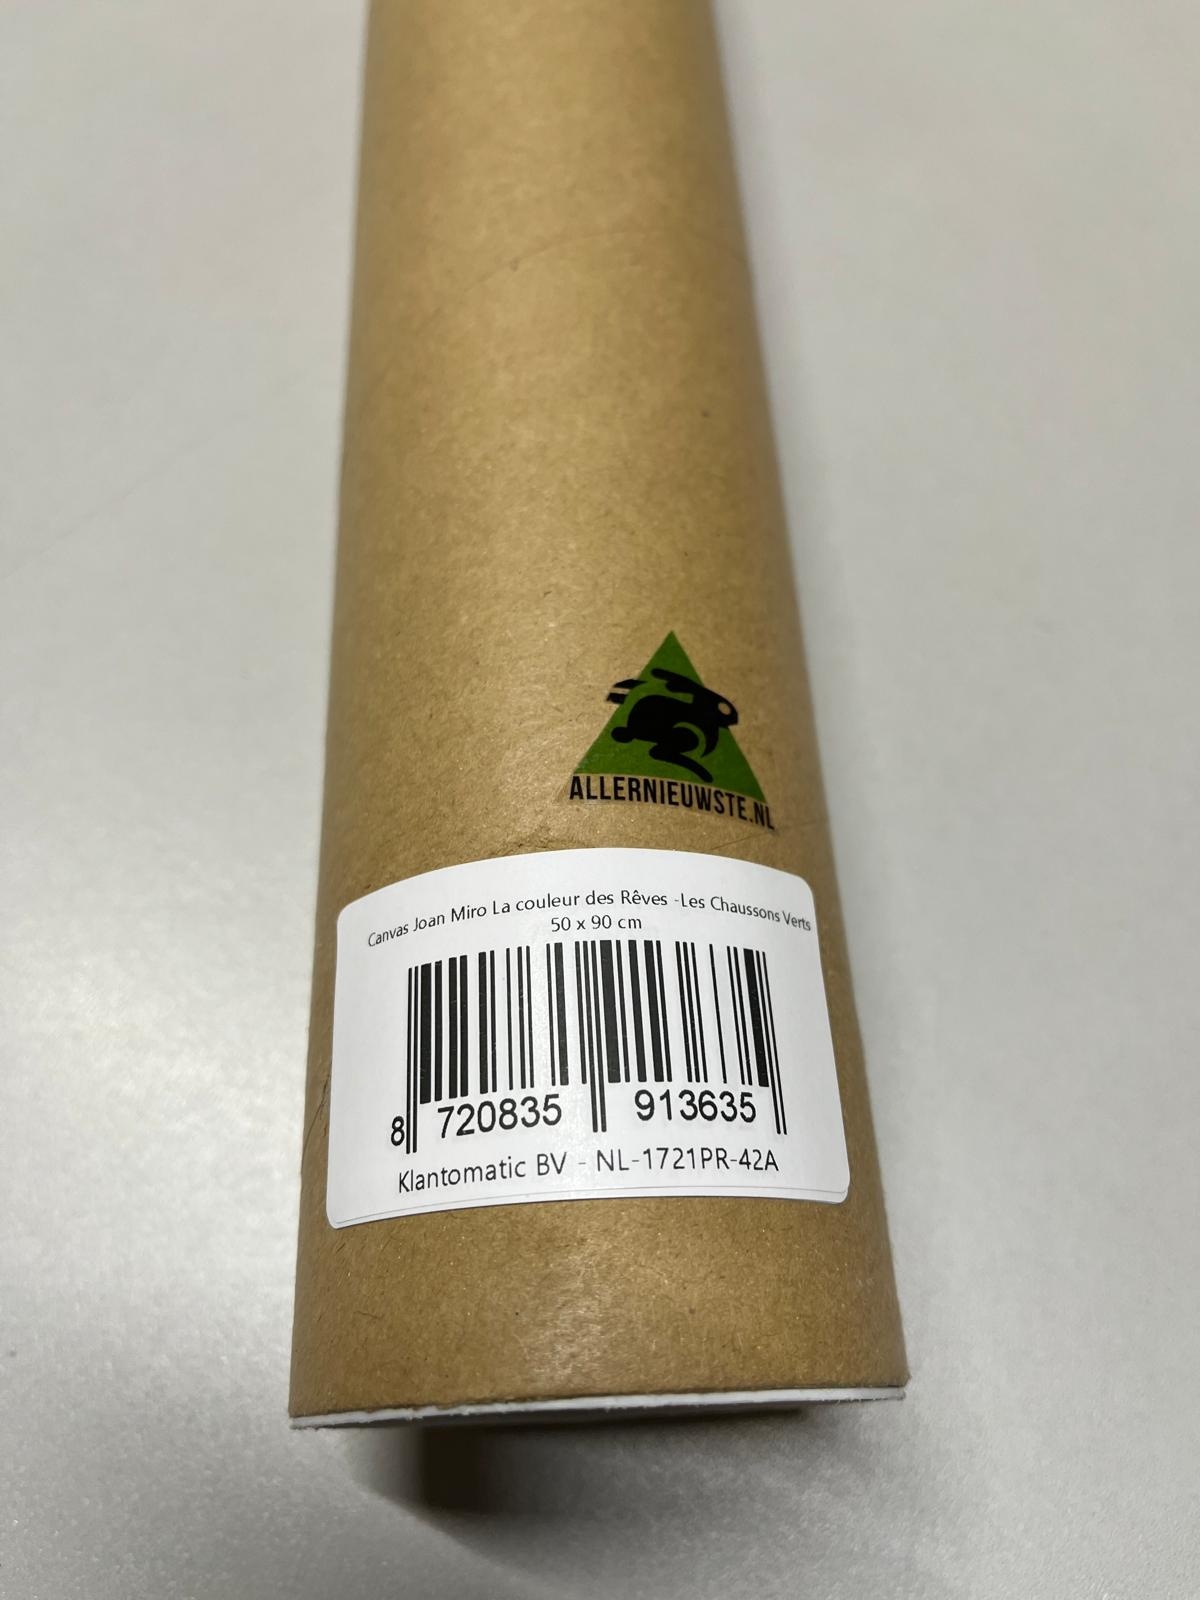 ALLERNIEUWSTE.NL
Canvas Joan Miro La couleur des Rêves -Les Chaussons Verts
50 x 90 cm
8 720835 913635
Klantomatic BV - NL-1721PR-42A